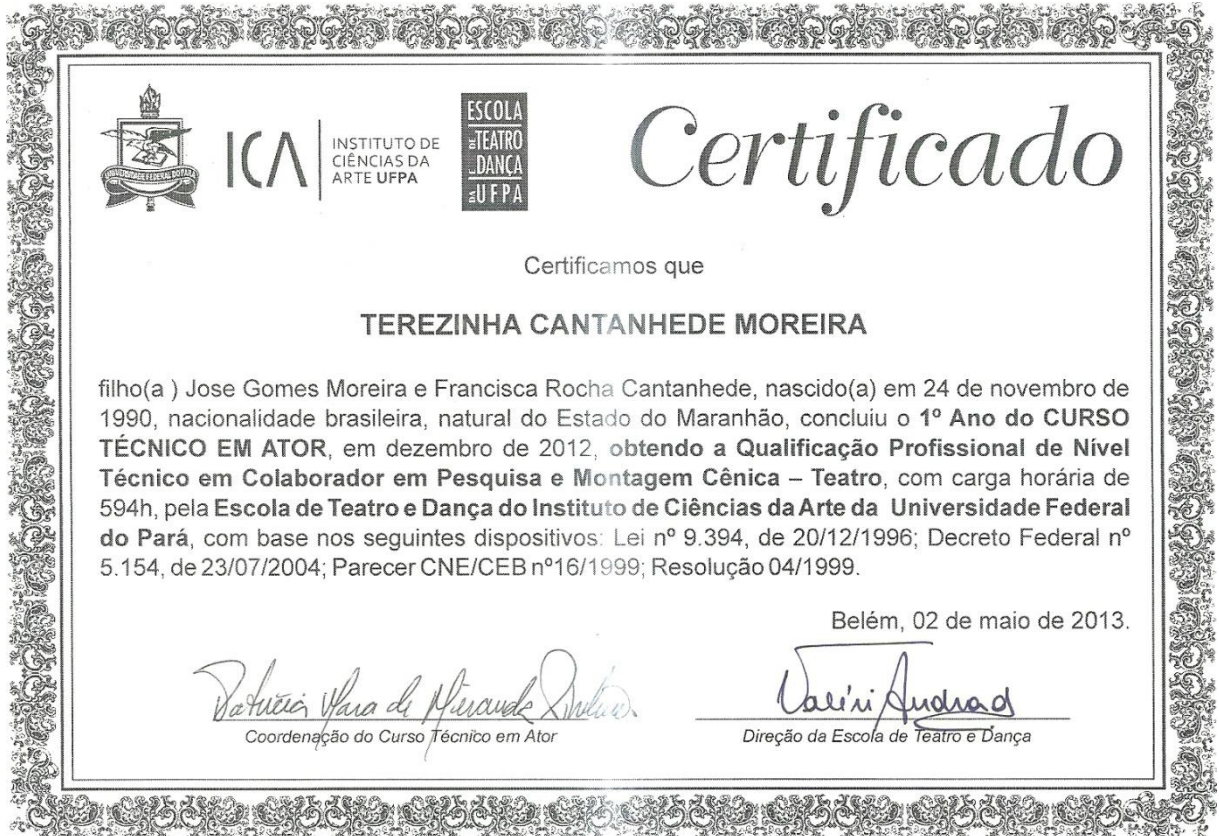 UNIVERSIDADE FEDERAL DO PARÁ
ICA
INSTITUTO DE
CIÊNCIAS DA
ARTE UFPA
ESCOLA
DE TEATRO
E DANÇA
DA UFPA
Certificado
Certificamos que
TEREZINHA CANTANHEDE MOREIRA
filho(a ) Jose Gomes Moreira e Francisca Rocha Cantanhede, nascido(a) em 24 de novembro de
1990, nacionalidade brasileira, natural do Estado do Maranhão, concluiu o 1º Ano do CURSO
TÉCNICO EM ATOR, em dezembro de 2012, obtendo a Qualificação Profissional de Nível
Técnico em Colaborador em Pesquisa e Montagem Cênica – Teatro, com carga horária de
594h, pela Escola de Teatro e Dança do Instituto de Ciências da Arte da Universidade Federal
do Pará, com base nos seguintes dispositivos: Lei nº 9.394, de 20/12/1996; Decreto Federal nº
5.154, de 23/07/2004; Parecer CNE/CEB nº16/1999; Resolução 04/1999.
Belém, 02 de maio de 2013.
Coordenação do Curso Técnico em Ator
Direção da Escola de Teatro e Dança